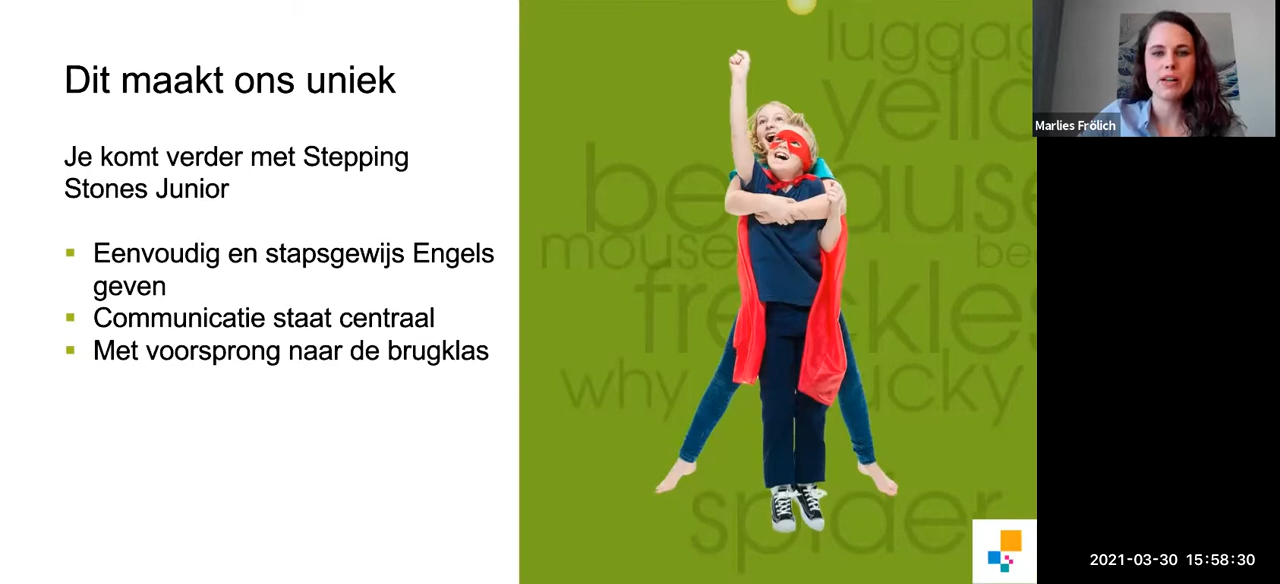 Dit maakt ons uniek
Je komt verder met Stepping
Stones Junior
Eenvoudig en stapsgewijs Engels
geven
Communicatie staat centraal
Met voorsprong naar de brugklas
luggag
yello
because
mouse
bee
freckles
why
lucky
spider
Marlies Frölich
2021-03-30 15:58:30